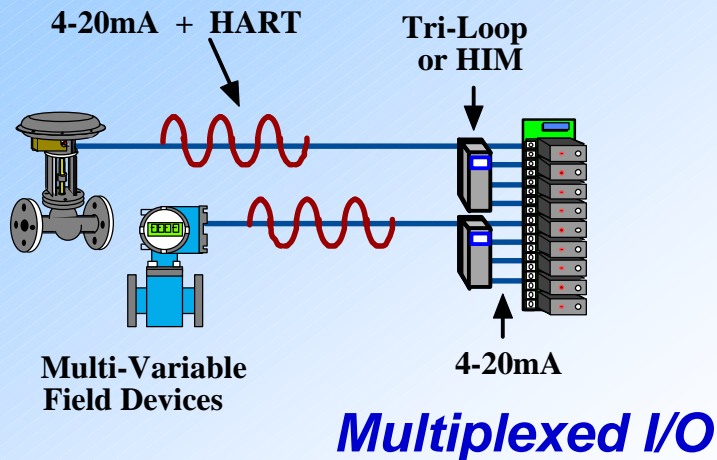 4-20mA + HART
Tri-Loop
or HIM
Multi-Variable
Field Devices
4-20mA
Multiplexed I/O